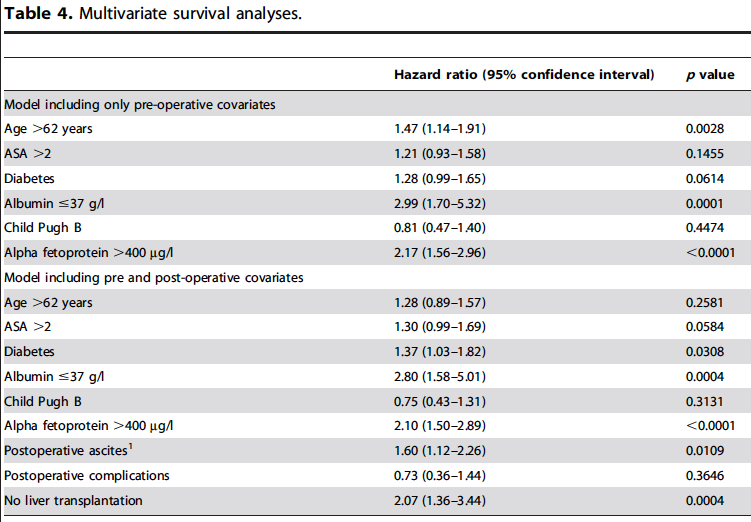 Table 4. Multivariate survival analyses.
Hazard ratio (95% confidence interval) p value
Model including only pre-operative covariates
Age >62 years 1.47 (1.14–1.91) 0.0028
ASA >2 1.21 (0.93–1.58) 0.1455
Diabetes 1.28 (0.99–1.65) 0.0614
Albumin ≤37 g/l 2.99 (1.70–5.32) 0.0001
Child Pugh B 0.81 (0.47–1.40) 0.4474
Alpha fetoprotein >400 μg/l 2.17 (1.56–2.96) <0.0001
Model including pre and post-operative covariates
Age >62 years 1.28 (0.89–1.57) 0.2581
ASA >2 1.30 (0.99–1.69) 0.0584
Diabetes 1.37 (1.03–1.82) 0.0308
Albumin ≤37 g/l 2.80 (1.58–5.01) 0.0004
Child Pugh B 0.75 (0.43–1.31) 0.3131
Alpha fetoprotein >400 μg/l 2.10 (1.50–2.89) <0.0001
Postoperative ascites¹ 1.60 (1.12–2.26) 0.0109
Postoperative complications 0.73 (0.36–1.44) 0.3646
No liver transplantation 2.07 (1.36–3.44) 0.0004